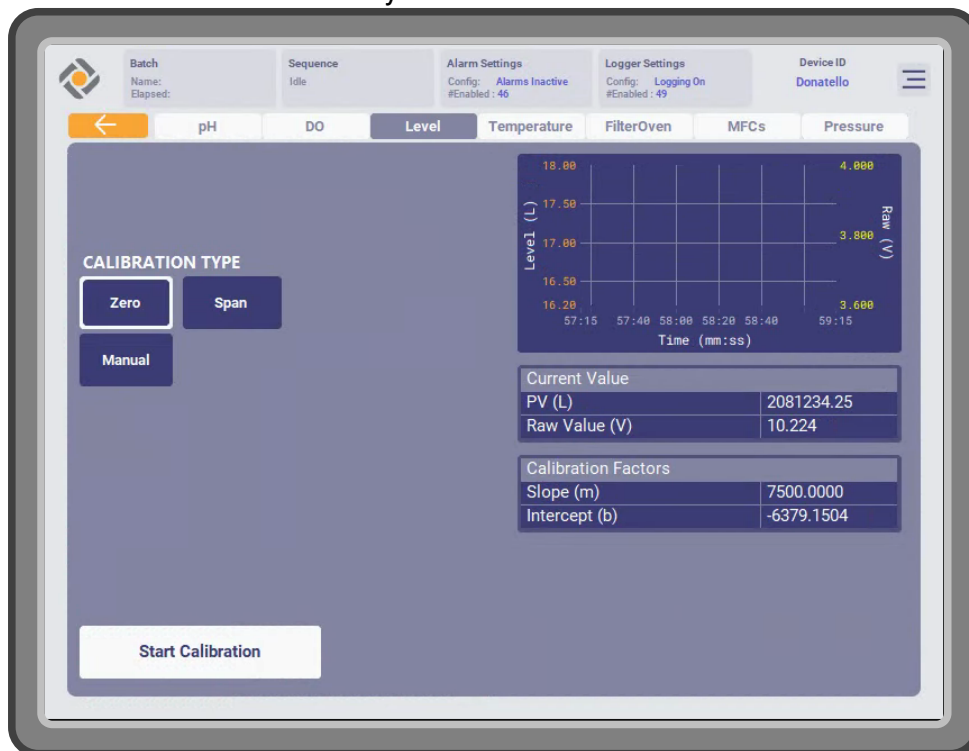 Batch
Name:
Elapsed:
Sequence
Idle
Alarm Settings
Config: Alarms Inactive
#Enabled : 46
Logger Settings
Config: Logging On
#Enabled : 49
Device ID
Donatello
pH DO Level Temperature FilterOven MFCs Pressure
CALIBRATION TYPE
Zero Span
Manual
Start Calibration
Level (L)
18.00
17.50
17.00
16.50
16.20
4.000
3.800
3.600
Raw (V)
57:15 57:40 58:00 58:20 58:40 59:15
Time (mm:ss)
Current Value
PV (L) 2081234.25
Raw Value (V) 10.224
Calibration Factors
Slope (m) 7500.0000
Intercept (b) -6379.1504